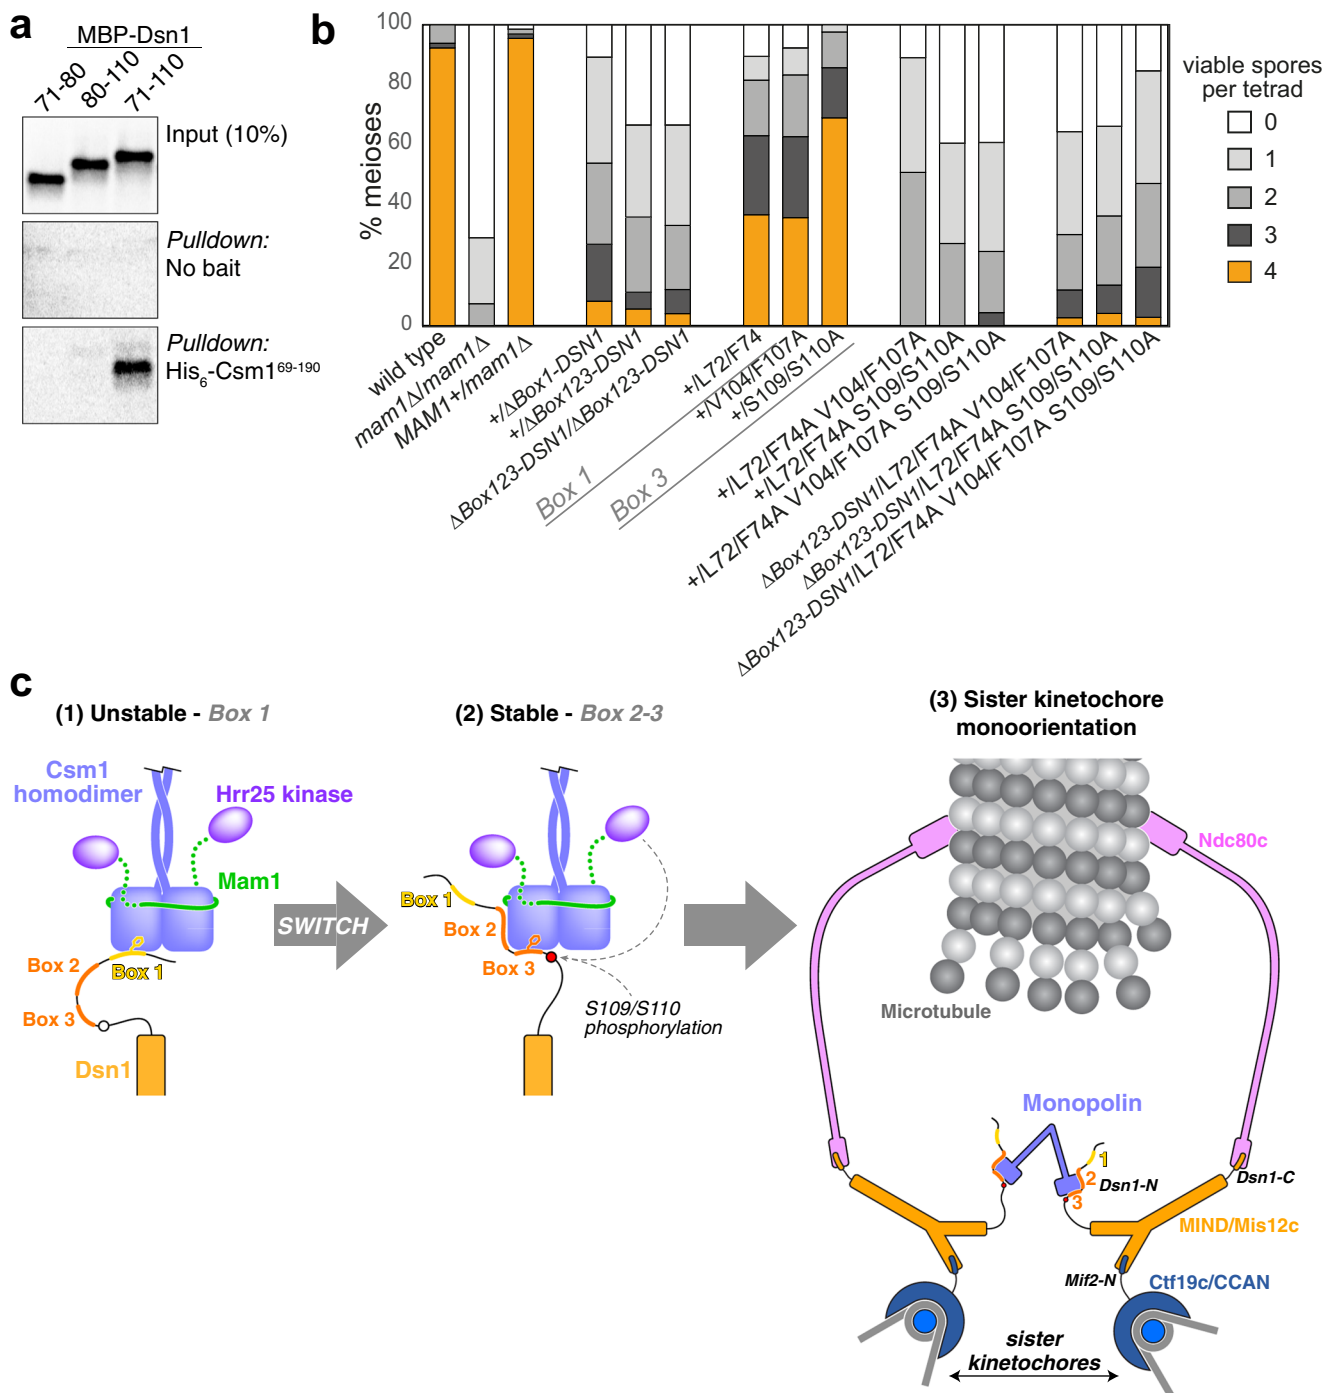 a
MBP-Dsn1
71-80
80-110
71-110
Input (10%)
Pulldown:
No bait
Pulldown:
His6-Csm1 69-190
b
% meioses
100
80
60
40
20
0
viable spores
per tetrad
0
1
2
3
4
wild type
mam1Δ/mam1Δ
MAM1+/mam1Δ
+/ΔBox1-DSN1
+/ΔBox123-DSN1
ΔBox123-DSN1/ΔBox123-DSN1
Box 1
+/L72/F74
+/V104/F107A
Box 3
+/S109/S110A
+/L72/F74A V104/F107A
+/L72/F74A S109/S110A
+/L72/F74A V104/F107A S109/S110A
ΔBox123-DSN1/L72/F74A V104/F107A
ΔBox123-DSN1/L72/F74A S109/S110A
ΔBox123-DSN1/L72/F74A V104/F107A S109/S110A
c
(1) Unstable - Box 1
Csm1
homodimer
Hrr25 kinase
Mam1
Box 2
Box 1
Box 3
Dsn1
SWITCH
(2) Stable - Box 2-3
Box 1
Box 2
Box 3
S109/S110
phosphorylation
(3) Sister kinetochore
monoorientation
Ndc80c
Microtubule
Monopolin
1
2
3
Dsn1-N
Dsn1-C
MIND/Mis12c
Mif2-N
Ctf19c/CCAN
sister
kinetochores